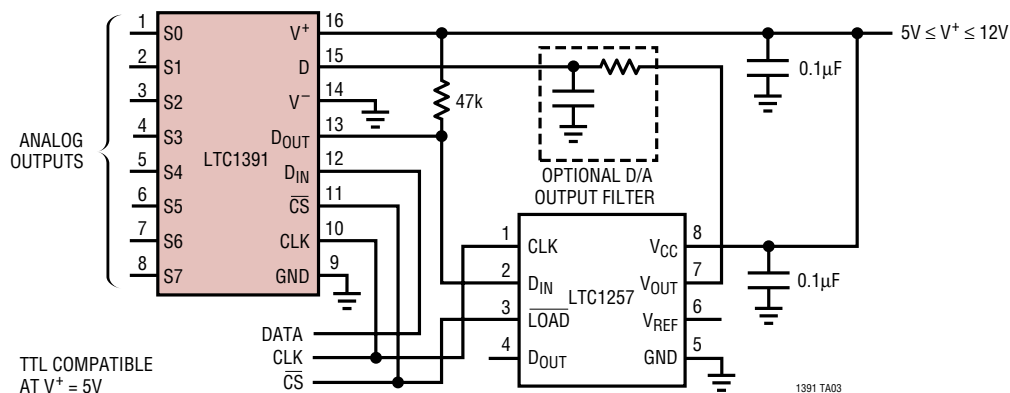 ANALOG
OUTPUTS
1 S0
2 S1
3 S2
4 S3
5 S4
6 S5
7 S6
8 S7
LTC1391
V⁺ 16
D 15
V⁻ 14
DOUT 13
DIN 12
C̅S̅ 11
CLK 10
GND 9
47k
OPTIONAL D/A
OUTPUT FILTER
0.1µF
5V ≤ V⁺ ≤ 12V
1 CLK
2 DIN
3 L̅O̅A̅D̅
4 DOUT
LTC1257
VCC 8
VOUT 7
VREF 6
GND 5
0.1µF
DATA
CLK
C̅S̅
TTL COMPATIBLE
AT V⁺ = 5V
1391 TA03